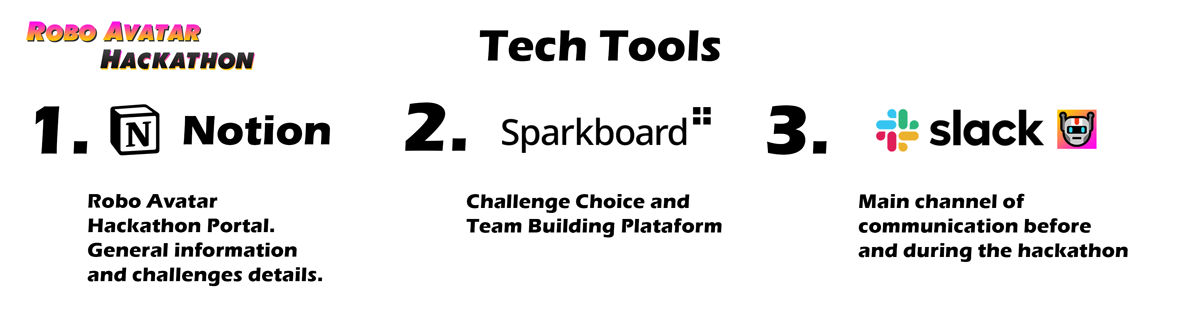 Robo Avatar
Hackathon
Tech Tools
1. N Notion
Robo Avatar
Hackathon Portal.
General information
and challenges details.
2. Sparkboard
Challenge Choice and
Team Building Plataform
3. slack
Main channel of
communication before
and during the hackathon